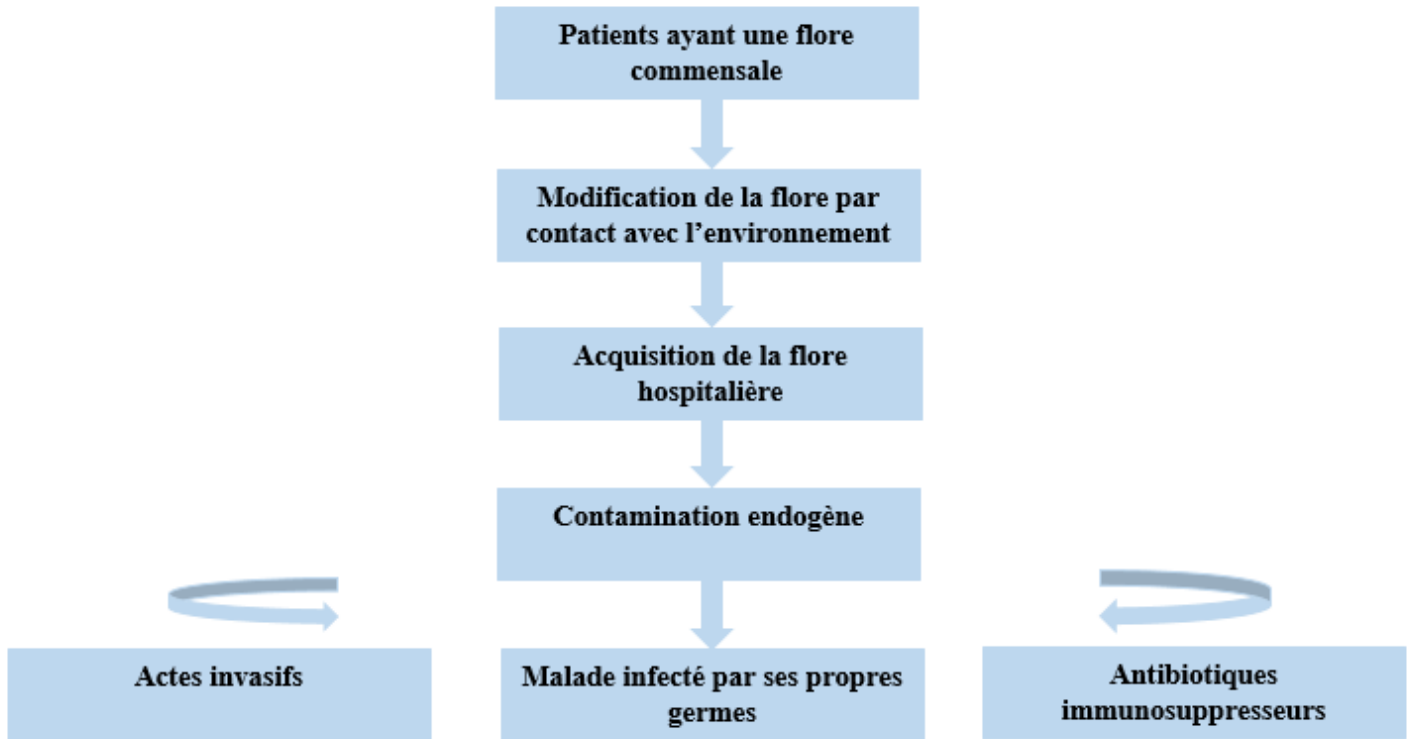 Patients ayant une flore
commensale
Modification de la flore par
contact avec l’environnement
Acquisition de la flore
hospitalière
Contamination endogène
Actes invasifs
Malade infecté par ses propres
germes
Antibiotiques
immunosuppresseurs